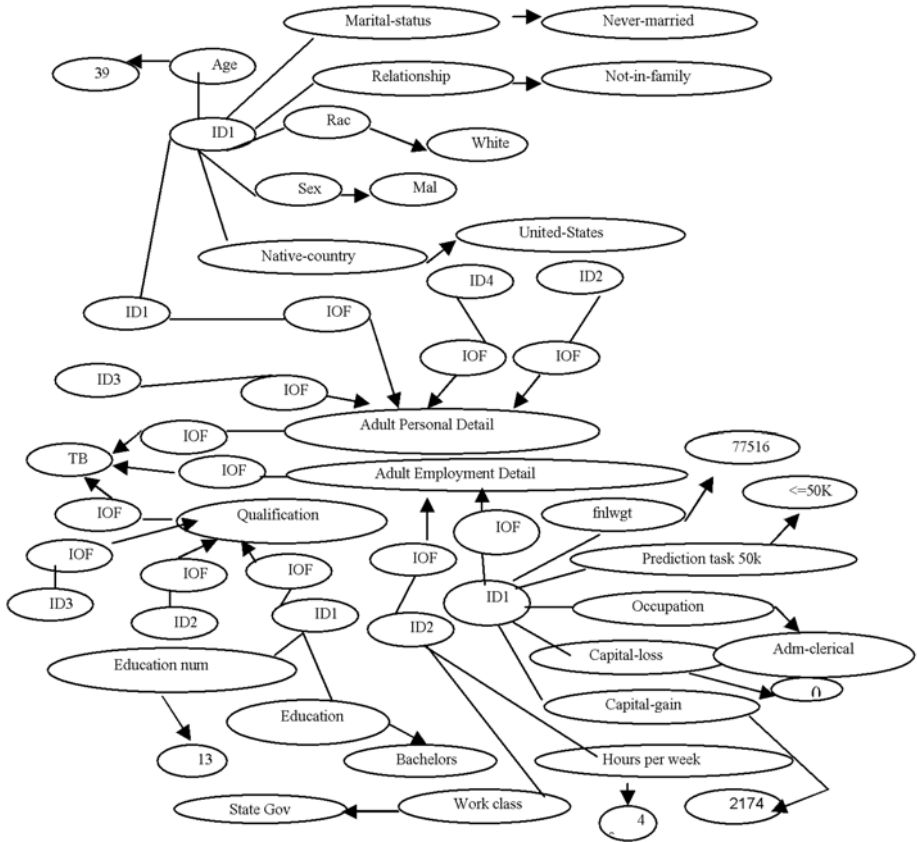 Marital-status
Never-married
39
Age
Relationship
Not-in-family
ID1
Rac
White
Sex
Mal
United-States
Native-country
ID4
ID2
ID1
IOF
IOF
IOF
ID3
IOF
Adult Personal Detail
IOF
77516
TB
IOF
Adult Employment Detail
<=50K
IOF
Qualification
IOF
fnlwgt
IOF
IOF
IOF
IOF
Prediction task 50k
ID3
ID2
ID1
ID2
ID1
Occupation
Education num
Capital-loss
Adm-clerical
0
Education
Capital-gain
13
Bachelors
Hours per week
State Gov
Work class
4
2174